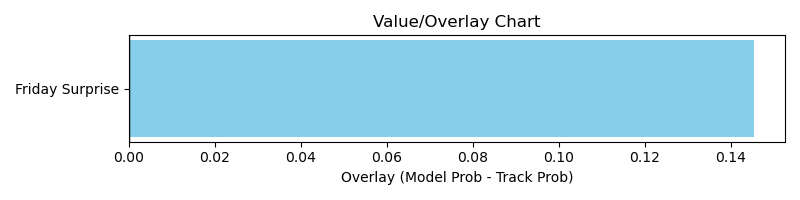 Value/Overlay Chart
Friday Surprise
0.00 0.02 0.04 0.06 0.08 0.10 0.12 0.14
Overlay (Model Prob - Track Prob)